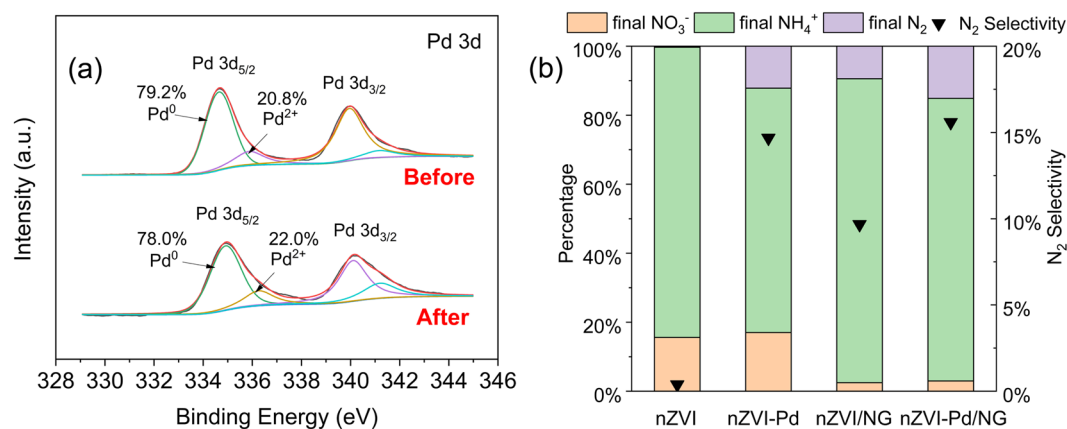 (a)
Pd 3d
Pd 3d5/2
79.2%
Pd0
20.8%
Pd2+
Pd 3d3/2
Before
Pd 3d5/2
78.0%
Pd0
22.0%
Pd2+
Pd 3d3/2
After
Intensity (a.u.)
328 330 332 334 336 338 340 342 344 346
Binding Energy (eV)
final NO3- final NH4+ final N2 N2 Selectivity
(b)
100%
80%
60%
40%
20%
0%
Percentage
20%
15%
10%
5%
0%
N2 Selectivity
nZVI nZVI-Pd nZVI/NG nZVI-Pd/NG